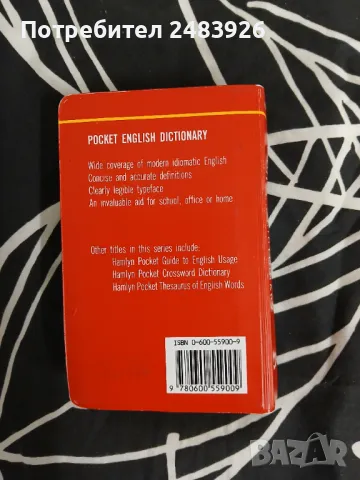 Потребител 2483926
POCKET ENGLISH DICTIONARY
Wide coverage of modern idiomatic English
Concise and accurate definitions
Clearly legible typeface
An invaluable aid for school, office or home
Other titles in this series include:
Hamlyn Pocket Guide to English Usage
Hamlyn Pocket Crossword Dictionary
Hamlyn Pocket Thesaurus of English Words
ISBN 0-600-55900-9
9 780600 559009
BAZAR